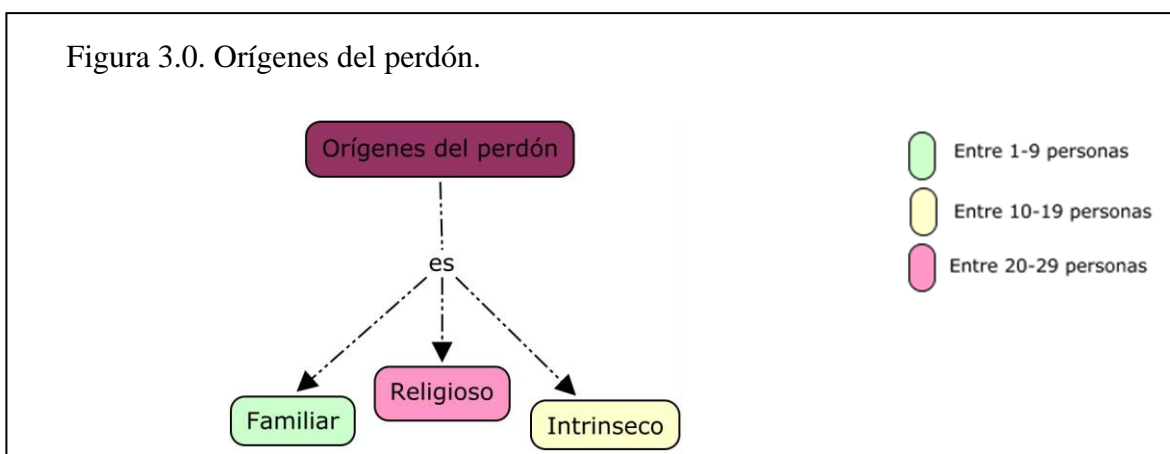 Figura 3.0. Orígenes del perdón.
Orígenes del perdón
Entre 1-9 personas
Entre 10-19 personas
es
Entre 20-29 personas
Religioso
Familiar
Intrinseco